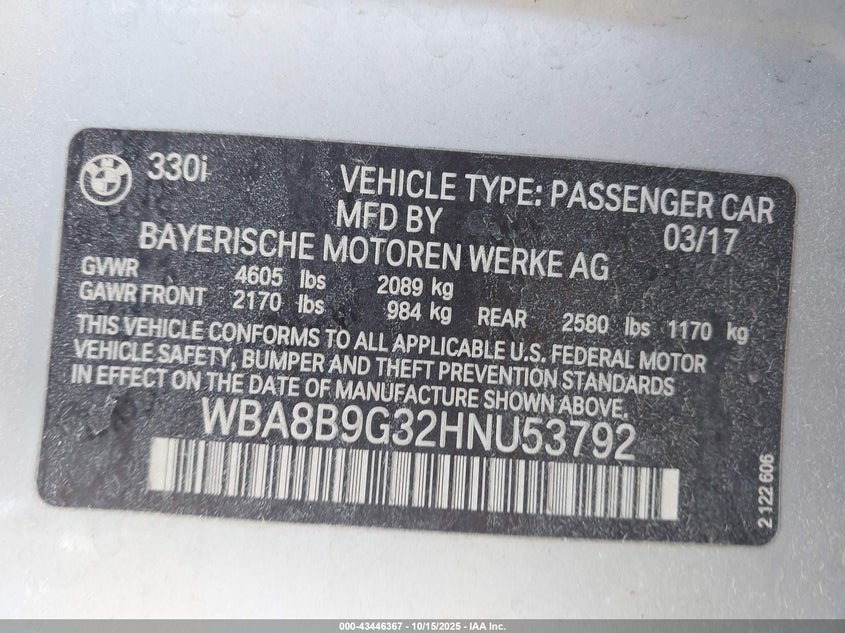 330i
VEHICLE TYPE: PASSENGER CAR
MFD BY 03/17
BAYERISCHE MOTOREN WERKE AG
GVWR 4605 lbs 2089 kg
GAWR FRONT 2170 lbs 984 kg REAR 2580 lbs 1170 kg
THIS VEHICLE CONFORMS TO ALL APPLICABLE U.S. FEDERAL MOTOR
VEHICLE SAFETY, BUMPER AND THEFT PREVENTION STANDARDS
IN EFFECT ON THE DATE OF MANUFACTURE SHOWN ABOVE.
WBA8B9G32HNU53792
2 122 606
000-43446367 - 10/15/2025 - IAA Inc.